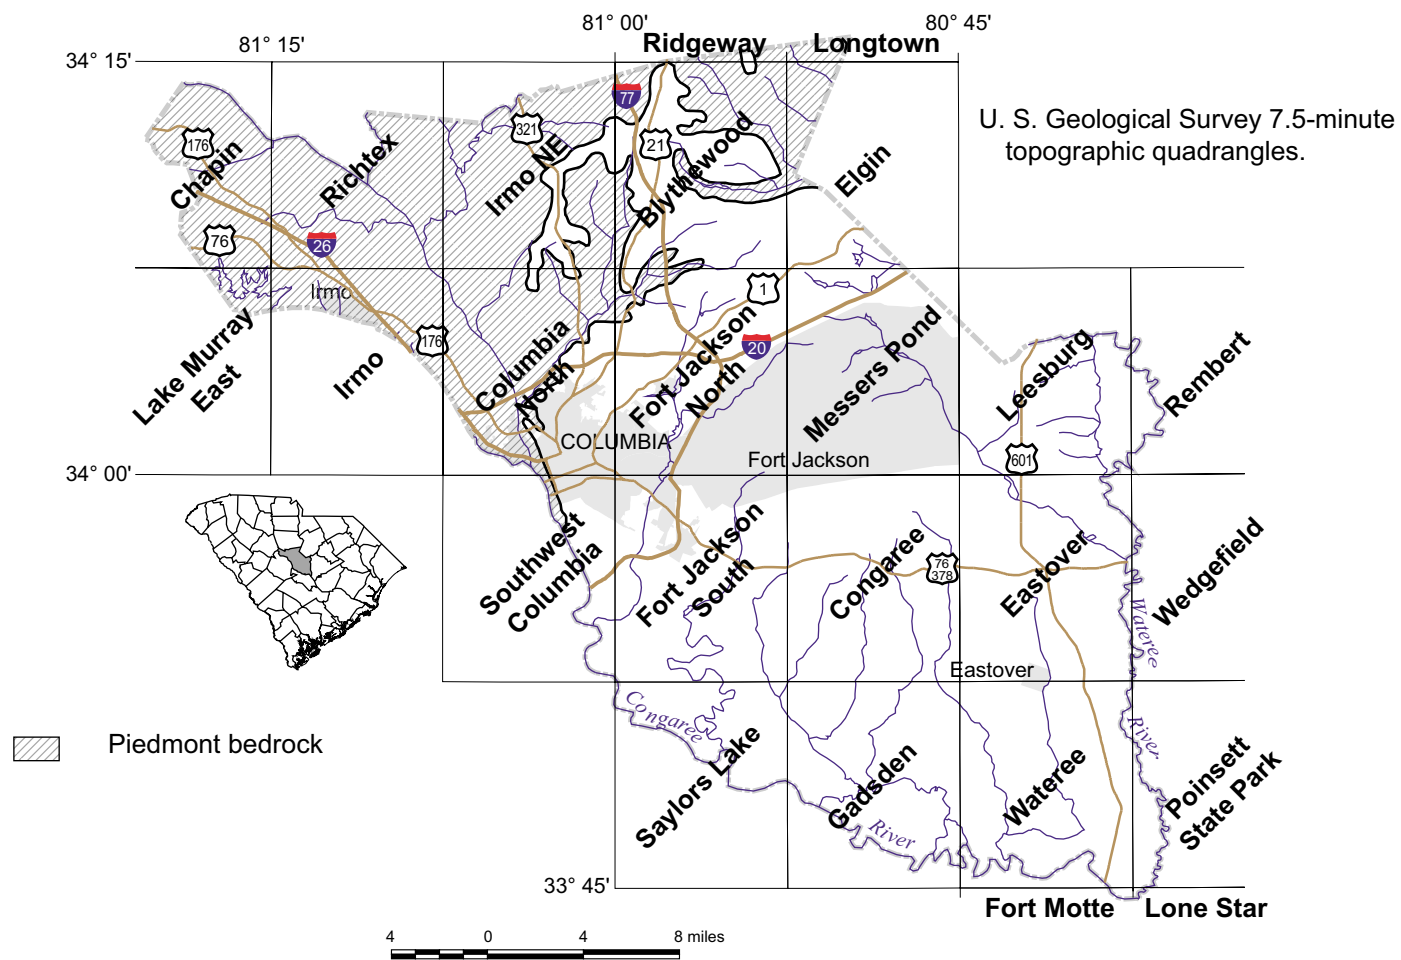 81° 00'
80° 45'
81° 15'
Ridgeway
Longtown
34° 15'
77
U. S. Geological Survey 7.5-minute
topographic quadrangles.
321
176
21
Chapin
Richtex
Irmo NE
Blythewood
Elgin
76
26
Irmo
1
176
20
Lake Murray
East
Irmo
Columbia
North
Fort Jackson
North
Messers Pond
Leesburg
Rembert
COLUMBIA
Fort Jackson
601
34° 00'
Southwest
Columbia
Fort Jackson
South
Congaree
76
378
Eastover
Wedgefield
Wateree
River
Eastover
Congaree
River
Piedmont bedrock
Saylors Lake
Gadsden
Wateree
Poinsett
State Park
33° 45'
Fort Motte
Lone Star
4 0 4 8 miles